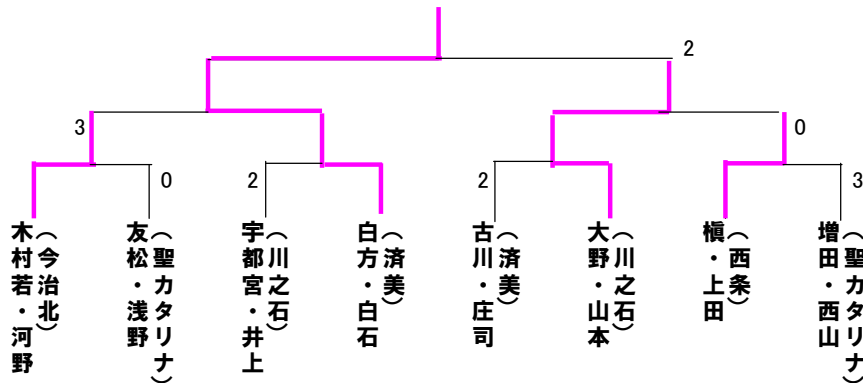 2
3
0
0
2
2
3
木村若・河野
(今治北)
友松・浅野
(聖カタリナ)
宇都宮・井上
(川之石)
白方・白石
(済美)
古川・庄司
(済美)
大野・山本
(川之石)
槇・上田
(西条)
増田・西山
(聖カタリナ)